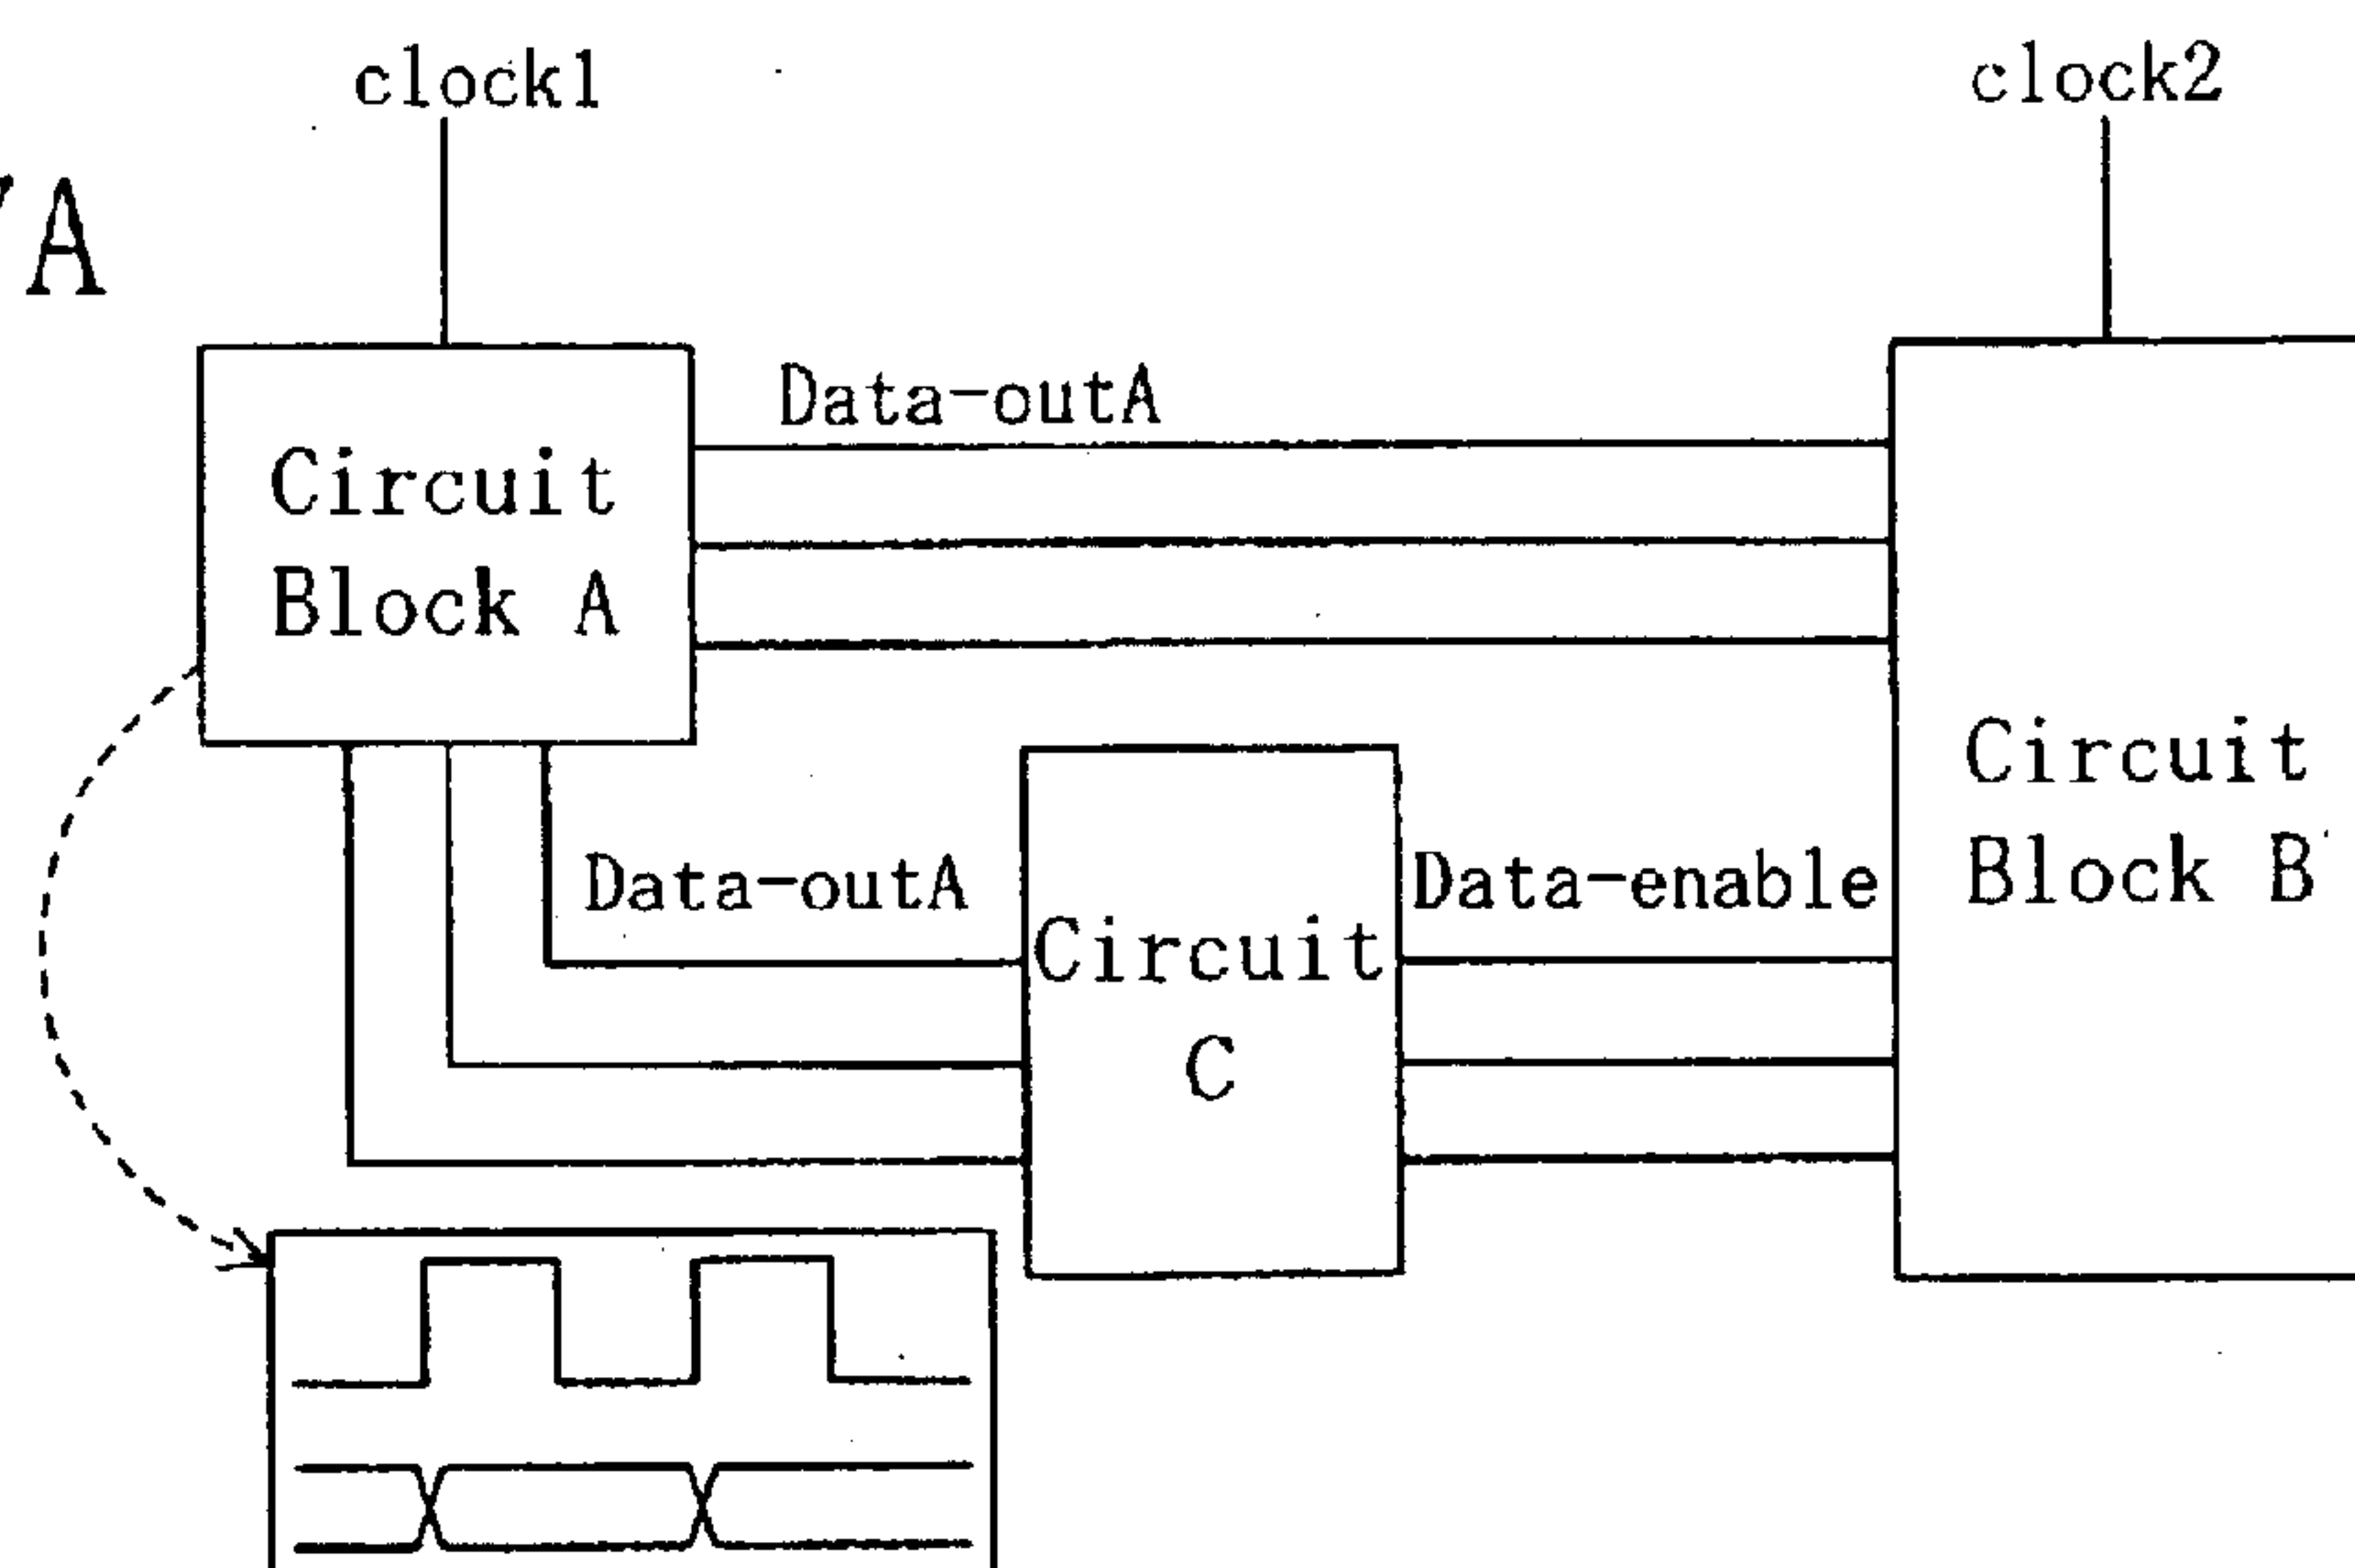 clock1
clock2
A
Data-outA
Circuit
Block A
Circuit
Block B'
Data-outA
Data-enable
Circuit
C